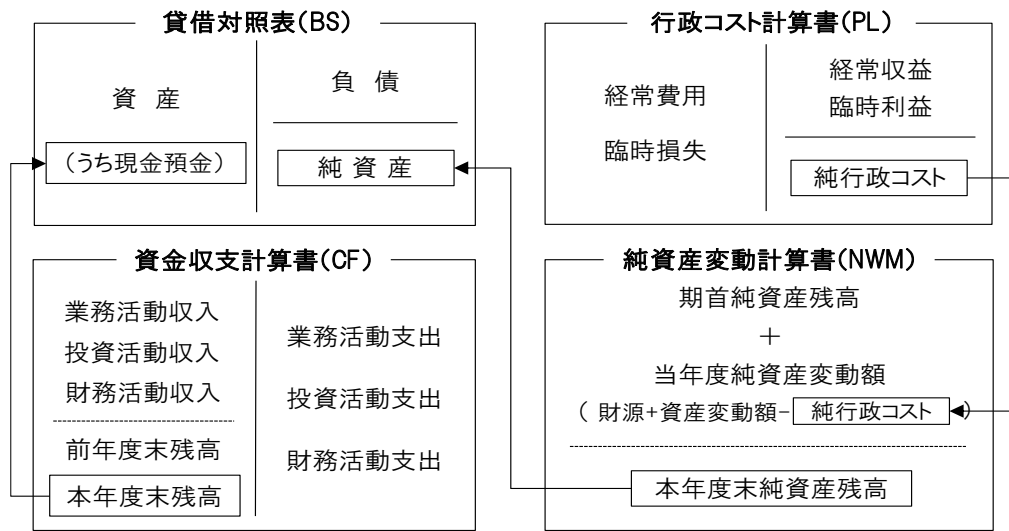 貸借対照表(BS)
資 産
(うち現金預金)
負 債
純 資 産
行政コスト計算書(PL)
経常費用
臨時損失
経常収益
臨時利益
純行政コスト
資金収支計算書(CF)
業務活動収入
投資活動収入
財務活動収入
前年度末残高
本年度末残高
業務活動支出
投資活動支出
財務活動支出
純資産変動計算書(NWM)
期首純資産残高
+
当年度純資産変動額
( 財源+資産変動額-純行政コスト )
本年度末純資産残高